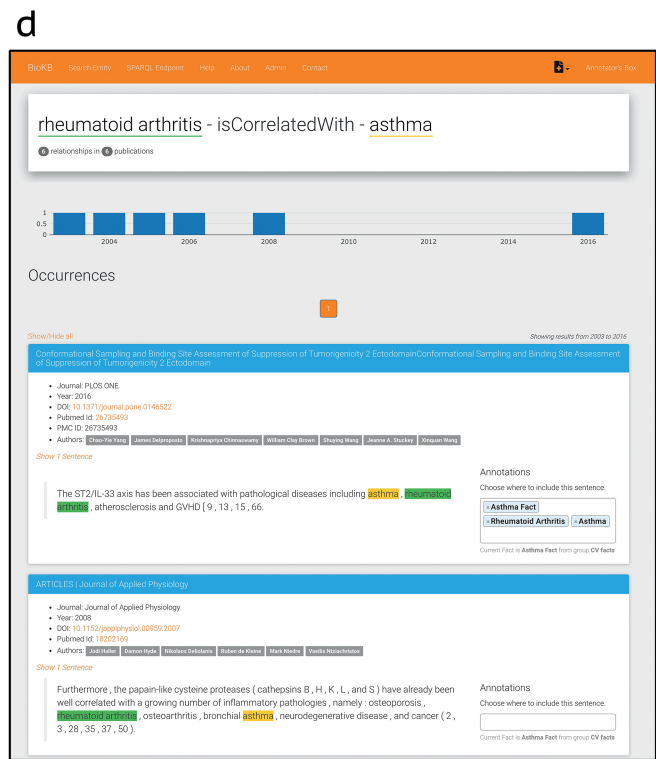 d
BioKB Search Entity SPARQL Endpoint Help About Admin Contact Annotator's Box
rheumatoid arthritis - isCorrelatedWith - asthma
6 relationships in 6 publications
1
0.5
0
2004 2006 2008 2010 2012 2014 2016
Occurrences
1
Show/Hide all Showing results from 2003 to 2016
Conformational Sampling and Binding Site Assessment of Suppression of Tumorigenicity 2 EctodomainConformational Sampling and Binding Site Assessment
of Suppression of Tumorigenicity 2 Ectodomain
• Journal: PLOS ONE
• Year: 2016
• DOI: 10.1371/journal.pone.0146522
• Pubmed Id: 26735493
• PMC ID: 26735493
• Authors: Chao-Yie Yang James Delproposto Krishnapriya Chinnaswamy William Clay Brown Shuying Wang Jeanne A. Stuckey Xinquan Wang
Show 1 Sentence
Annotations
Choose where to include this sentence.
The ST2/IL-33 axis has been associated with pathological diseases including asthma , rheumatoid
arthritis , atherosclerosis and GVHD [ 9 , 13 , 15 , 66.
× Asthma Fact
× Rheumatoid Arthritis × Asthma
Current Fact is Asthma Fact from group CV facts
ARTICLES | Journal of Applied Physiology
• Journal: Journal of Applied Physiology
• Year: 2008
• DOI: 10.1152/japplphysiol.00959.2007
• Pubmed Id: 18202169
• Authors: Jodi Haller Damon Hyde Nikolaos Deliolanis Ruben de Kleine Mark Niedre Vasilis Ntziachristos
Show 1 Sentence
Annotations
Choose where to include this sentence.
Furthermore , the papain-like cysteine proteases ( cathepsins B , H , K , L , and S ) have already been
well correlated with a growing number of inflammatory pathologies , namely : osteoporosis ,
rheumatoid arthritis , osteoarthritis , bronchial asthma , neurodegenerative disease , and cancer ( 2 ,
3 , 28 , 35 , 37 , 50 ).
Current Fact is Asthma Fact from group CV facts